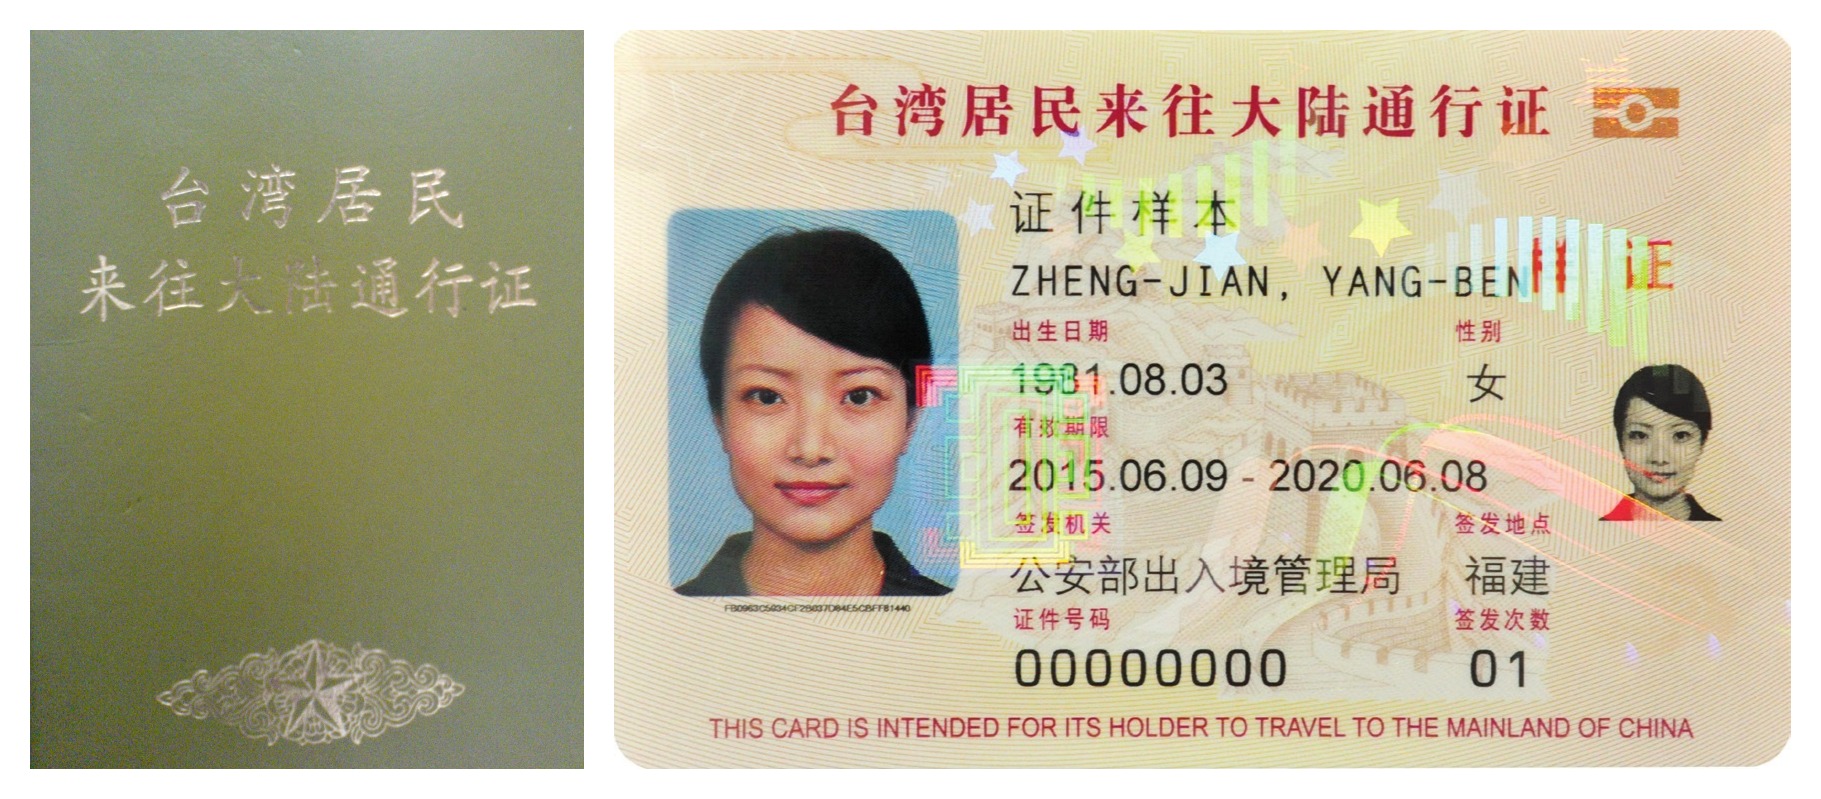 台湾居民
来往大陆通行证
台湾居民来往大陆通行证
证件样本
ZHENG-JIAN, YANG-BEN
样 证
出生日期 性别
1981.08.03 女
有效期限
2015.06.09 - 2020.06.08
签发机关 签发地点
公安部出入境管理局 福建
证件号码 签发次数
00000000 01
THIS CARD IS INTENDED FOR ITS HOLDER TO TRAVEL TO THE MAINLAND OF CHINA